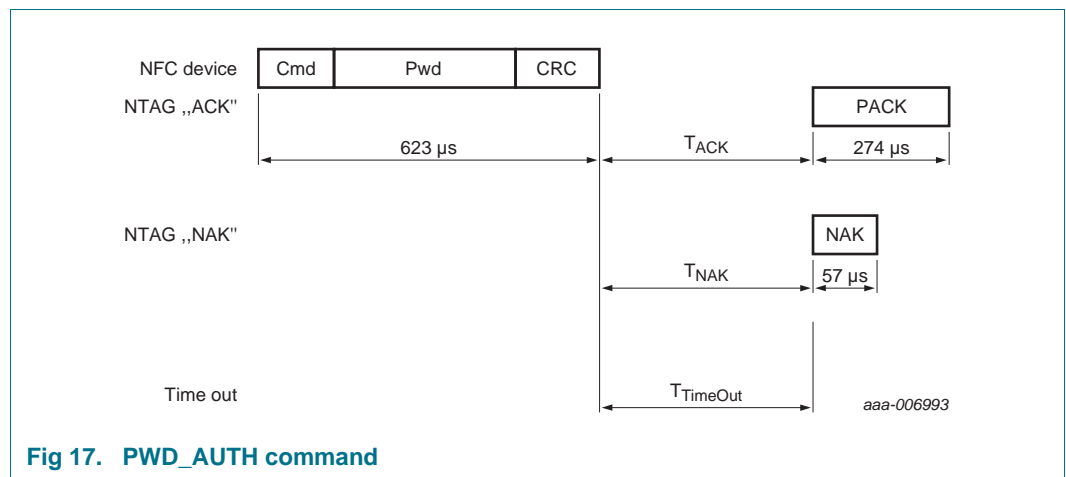 NFC device Cmd Pwd CRC
NTAG ,,ACK" PACK
623 µs TACK 274 µs
NTAG ,,NAK" NAK
TNAK 57 µs
Time out TTimeOut aaa-006993
Fig 17. PWD_AUTH command